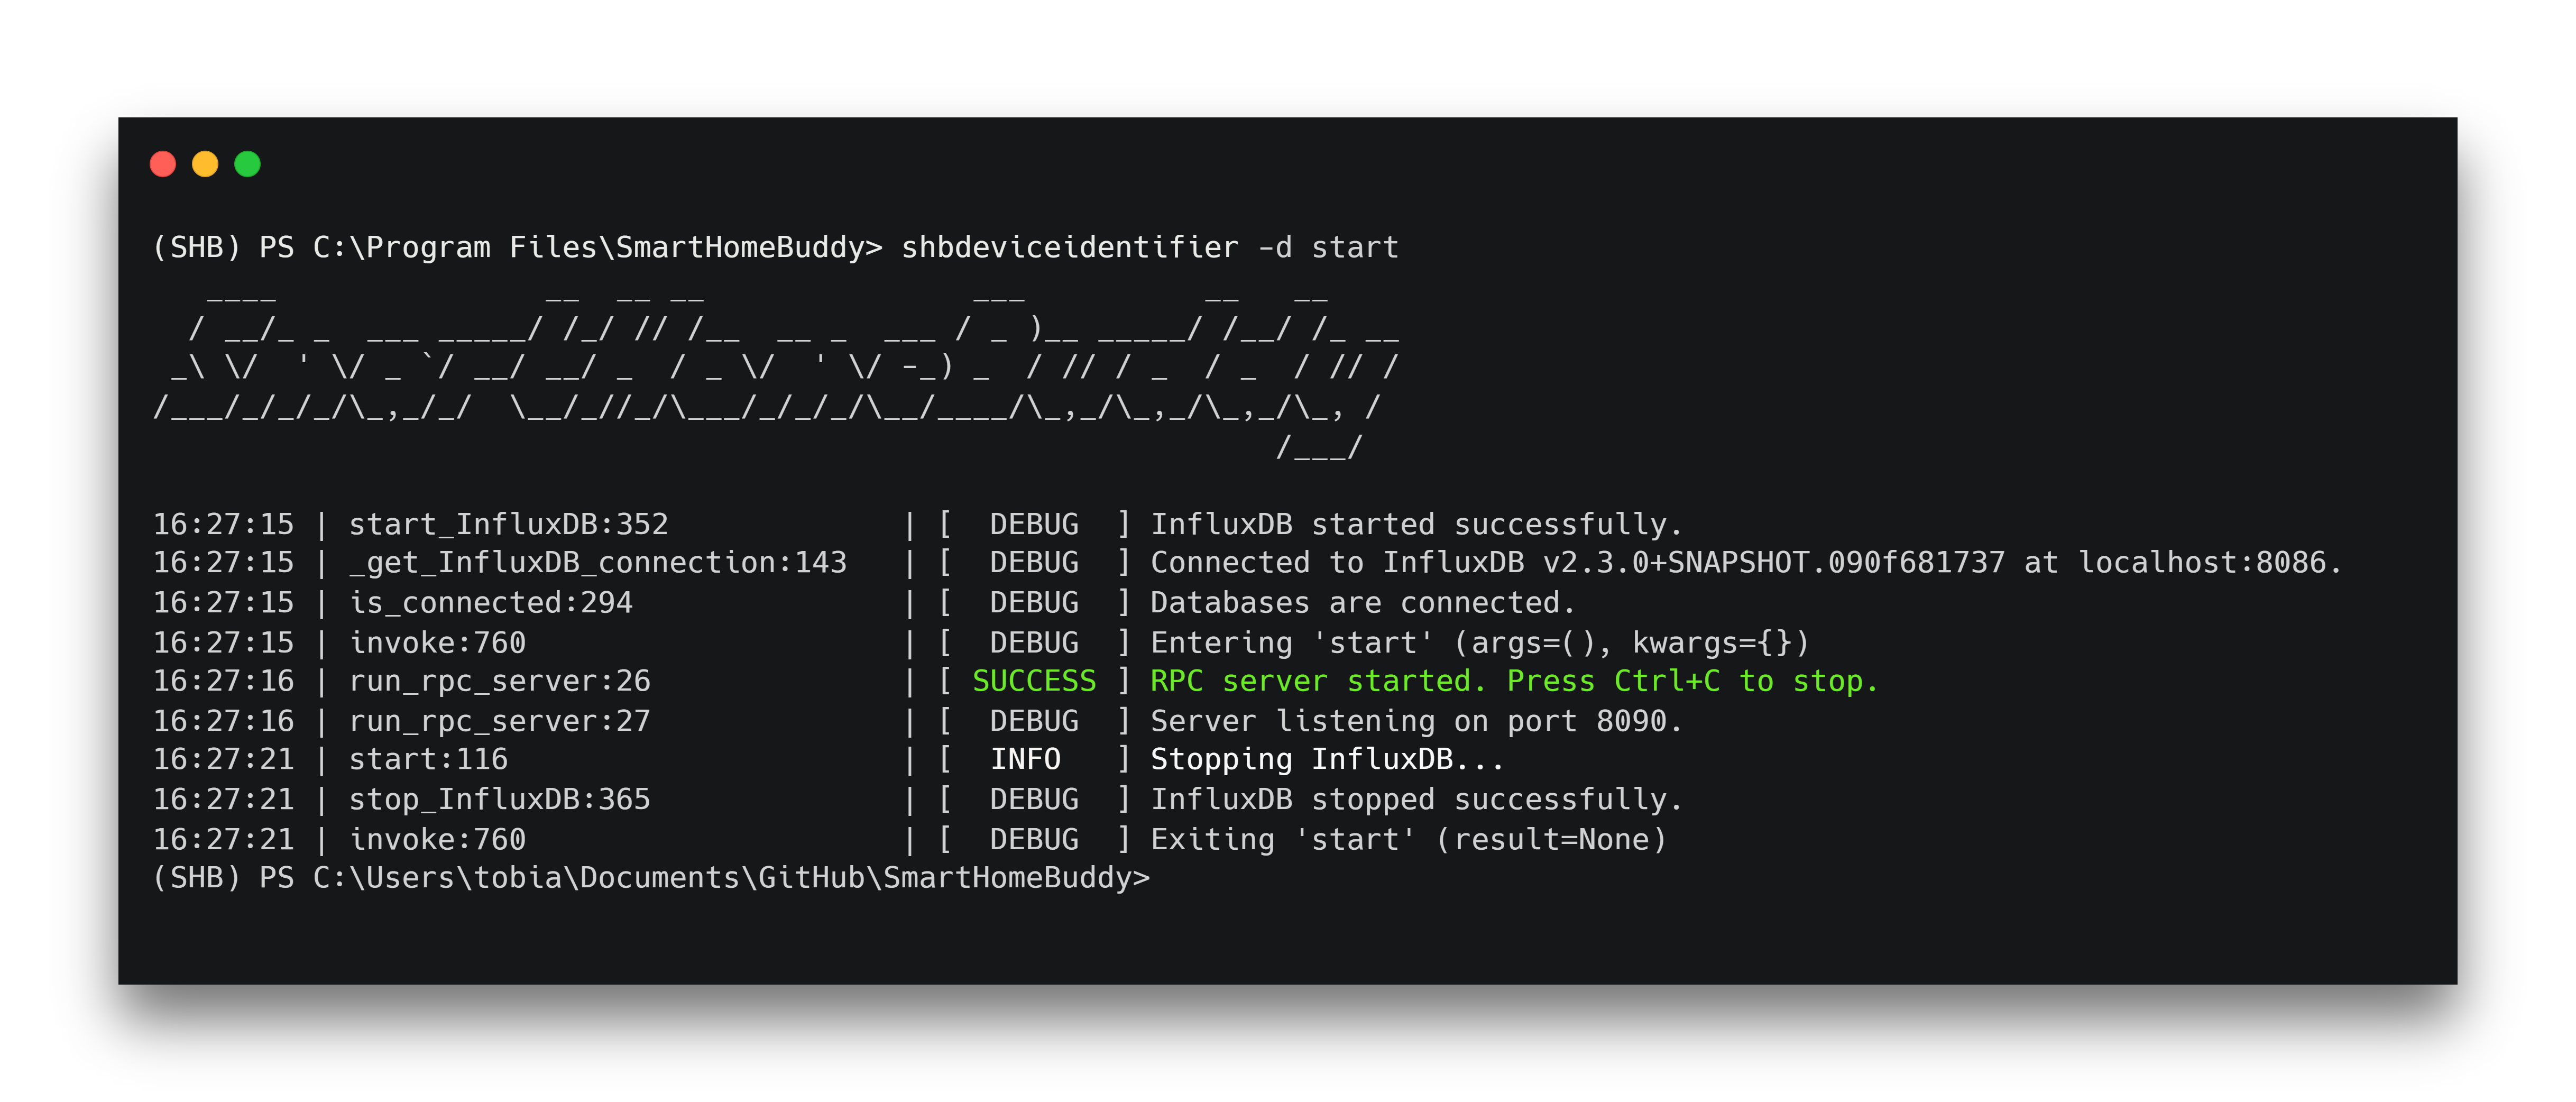 (SHB) PS C:\Program Files\SmartHomeBuddy> shbdeviceidentifier -d start
   ____               __  __ __               ___          __   __
  / __/_ _  ___ _____/ /_/ // /__  __ _  ___ / _ )__ _____/ /__/ /_ __
 _\ \/  ' \/ _ `/ __/ __/ _  / _ \/  ' \/ -_) _  / // / _  / _  / // /
/___/_/_/_/\_,_/_/  \__/_//_/\___/_/_/_/\__/____/\_,_/\_,_/\_,_/\_, /
                                                               /___/
16:27:15 | start_InfluxDB:352             | [  DEBUG  ] InfluxDB started successfully.
16:27:15 | _get_InfluxDB_connection:143   | [  DEBUG  ] Connected to InfluxDB v2.3.0+SNAPSHOT.090f681737 at localhost:8086.
16:27:15 | is_connected:294               | [  DEBUG  ] Databases are connected.
16:27:15 | invoke:760                     | [  DEBUG  ] Entering 'start' (args=(), kwargs={})
16:27:16 | run_rpc_server:26              | [ SUCCESS ] RPC server started. Press Ctrl+C to stop.
16:27:16 | run_rpc_server:27              | [  DEBUG  ] Server listening on port 8090.
16:27:21 | start:116                      | [  INFO   ] Stopping InfluxDB...
16:27:21 | stop_InfluxDB:365              | [  DEBUG  ] InfluxDB stopped successfully.
16:27:21 | invoke:760                     | [  DEBUG  ] Exiting 'start' (result=None)
(SHB) PS C:\Users\tobia\Documents\GitHub\SmartHomeBuddy>